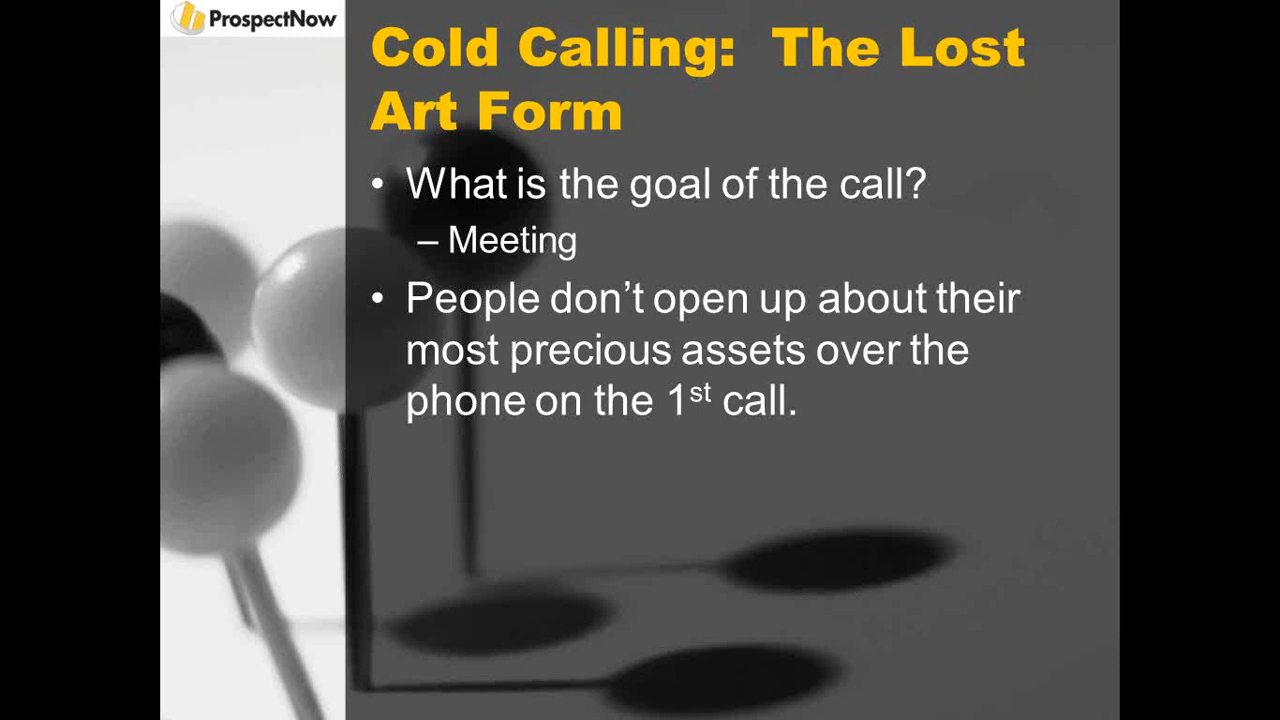 ProspectNow
Cold Calling:  The Lost
Art Form
• What is the goal of the call?
– Meeting
• People don’t open up about their
most precious assets over the
phone on the 1st call.